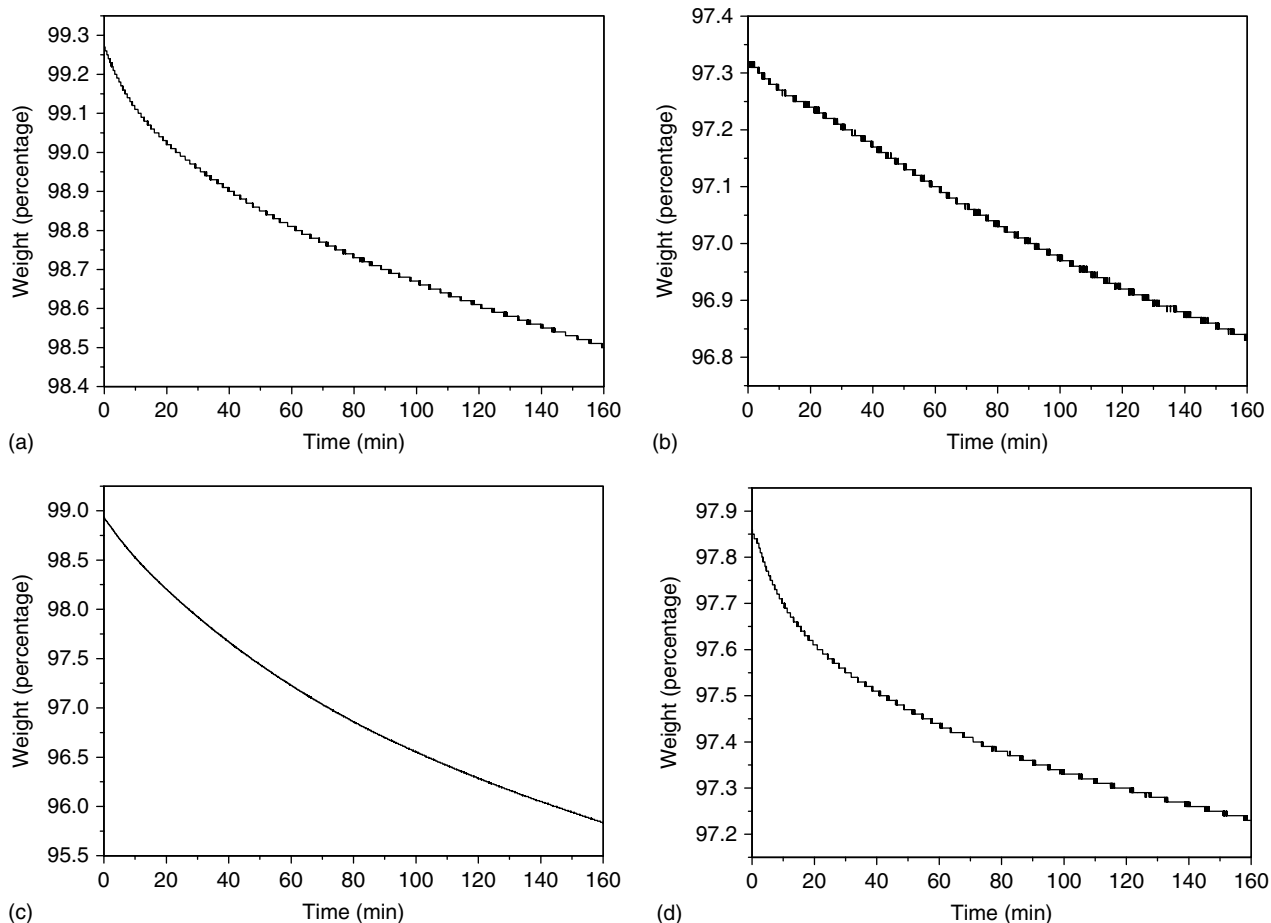 99.3
99.2
99.1
99.0
98.9
98.8
98.7
98.6
98.5
98.4
Weight (percentage)
0 20 40 60 80 100 120 140 160
Time (min)
(a)
97.4
97.3
97.2
97.1
97.0
96.9
96.8
Weight (percentage)
0 20 40 60 80 100 120 140 160
Time (min)
(b)
99.0
98.5
98.0
97.5
97.0
96.5
96.0
95.5
Weight (percentage)
0 20 40 60 80 100 120 140 160
Time (min)
(c)
97.9
97.8
97.7
97.6
97.5
97.4
97.3
97.2
Weight (percentage)
0 20 40 60 80 100 120 140 160
Time (min)
(d)